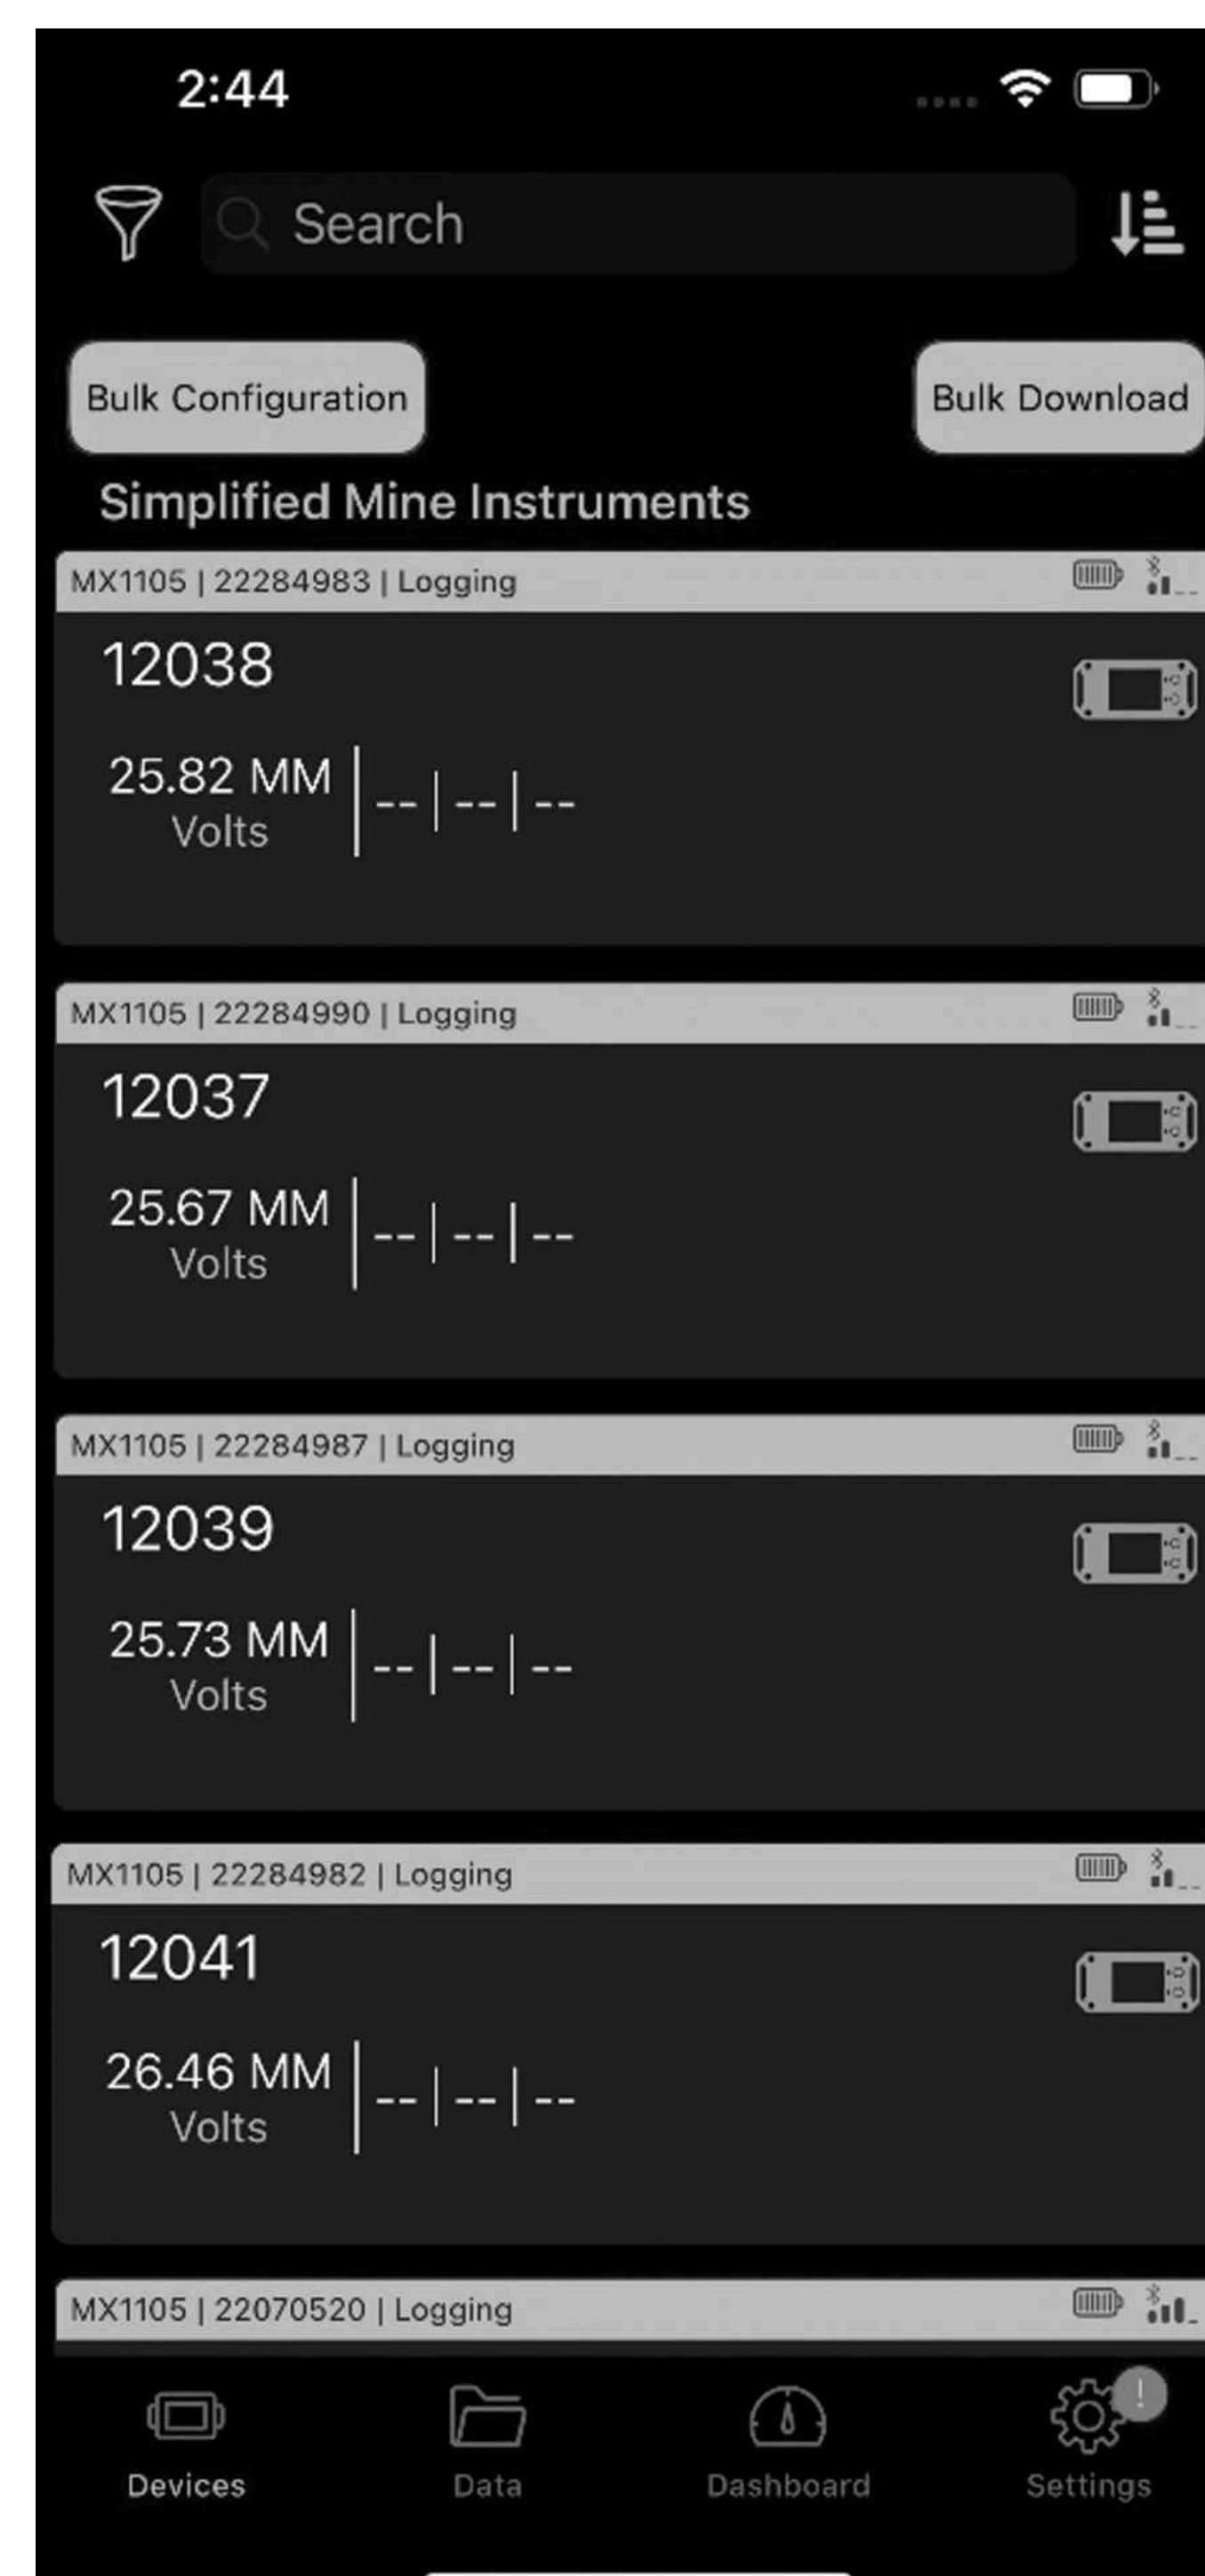 2:44
Search
Bulk Configuration
Bulk Download
Simplified Mine Instruments
MX1105 | 22284983 | Logging
12038
25.82 MM | -- | -- | --
Volts
MX1105 | 22284990 | Logging
12037
25.67 MM | -- | -- | --
Volts
MX1105 | 22284987 | Logging
12039
25.73 MM | -- | -- | --
Volts
MX1105 | 22284982 | Logging
12041
26.46 MM | -- | -- | --
Volts
MX1105 | 22070520 | Logging
!
Devices
Data
Dashboard
Settings